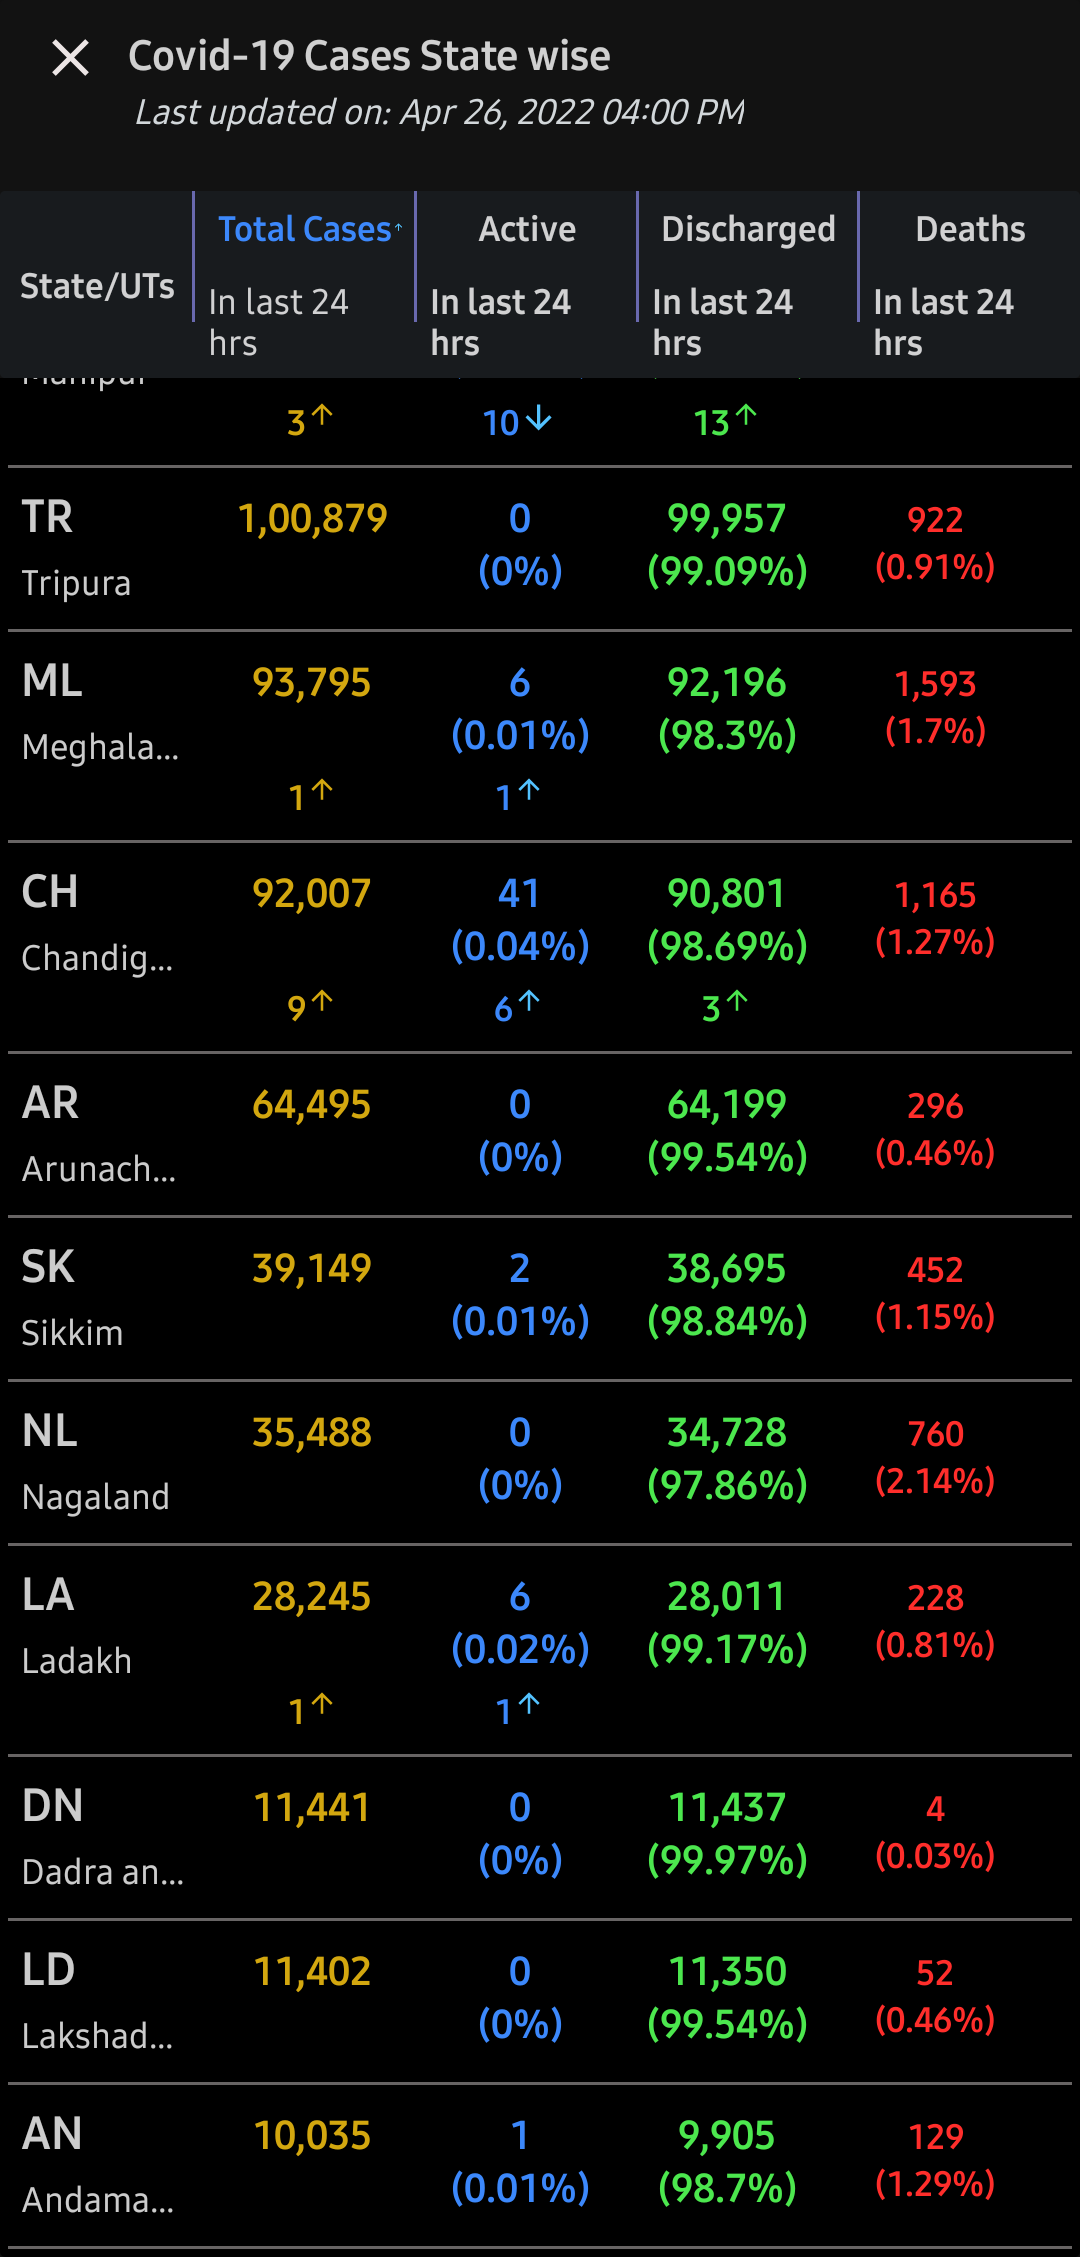 Covid-19 Cases State wise
Last updated on: Apr 26, 2022 04:00 PM
State/UTs Total Cases↑ Active Discharged Deaths
In last 24 hrs In last 24 hrs In last 24 hrs In last 24 hrs
Manipur
3↑ 10↓ 13↑
TR 1,00,879 0 99,957 922
Tripura (0%) (99.09%) (0.91%)
ML 93,795 6 92,196 1,593
Meghala... (0.01%) (98.3%) (1.7%)
1↑ 1↑
CH 92,007 41 90,801 1,165
Chandig... (0.04%) (98.69%) (1.27%)
9↑ 6↑ 3↑
AR 64,495 0 64,199 296
Arunach... (0%) (99.54%) (0.46%)
SK 39,149 2 38,695 452
Sikkim (0.01%) (98.84%) (1.15%)
NL 35,488 0 34,728 760
Nagaland (0%) (97.86%) (2.14%)
LA 28,245 6 28,011 228
Ladakh (0.02%) (99.17%) (0.81%)
1↑ 1↑
DN 11,441 0 11,437 4
Dadra an... (0%) (99.97%) (0.03%)
LD 11,402 0 11,350 52
Lakshad... (0%) (99.54%) (0.46%)
AN 10,035 1 9,905 129
Andama... (0.01%) (98.7%) (1.29%)